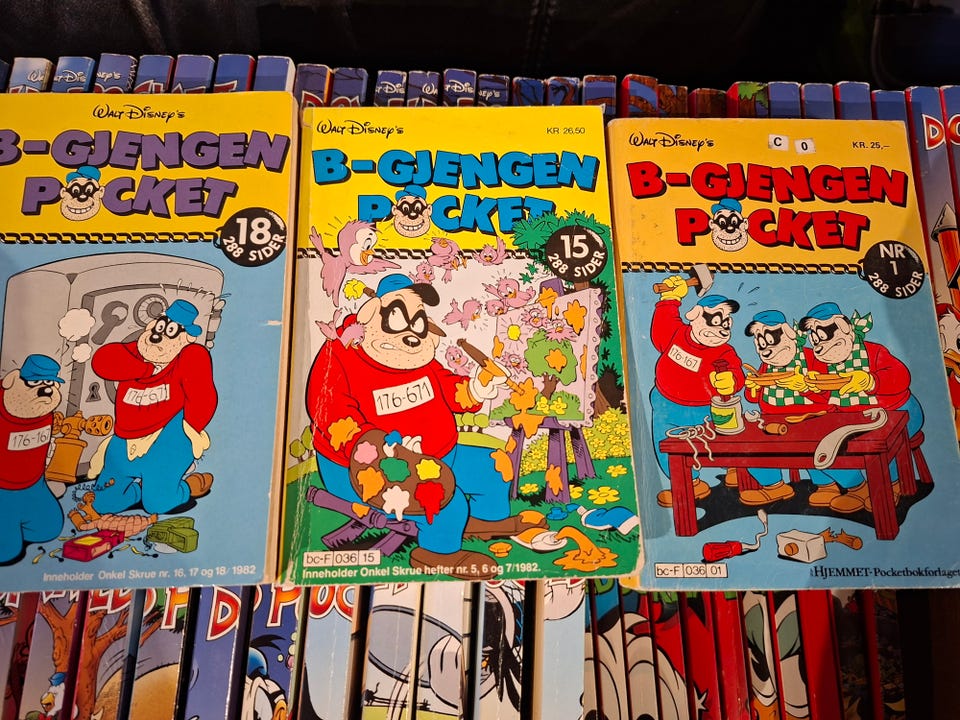 WALT DISNEY'S
B-GJENGEN
POCKET
18
288 SIDER
176-167
176-671
Inneholder Onkel Skrue nr. 16, 17 og 18/1982
WALT DISNEY'S
KR 26,50
B-GJENGEN
POCKET
15
288 SIDER
176-671
bc-F 036 15
Inneholder Onkel Skrue hefter nr. 5, 6 og 7/1982.
WALT DISNEY'S
C O
KR. 25,–
B-GJENGEN
POCKET
NR
1
288 SIDER
176-167
bc-F 036 01
HJEMMET-Pocketbokforlaget